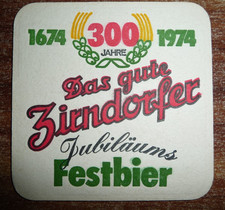 1674 300 1974
JAHRE
Das gute
Zirndorfer
Jubiläums
Festbier